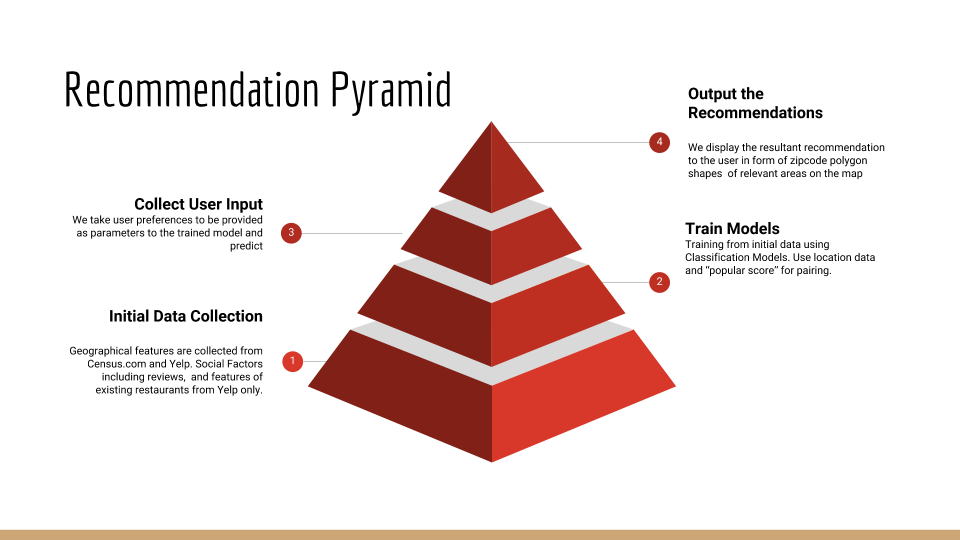 Recommendation Pyramid
Output the
Recommendations
4
We display the resultant recommendation
to the user in form of zipcode polygon
shapes  of relevant areas on the map
Collect User Input
We take user preferences to be provided
as parameters to the trained model and
predict
3
Train Models
Training from initial data using
Classification Models. Use location data
and “popular score” for pairing.
2
Initial Data Collection
Geographical features are collected from
Census.com and Yelp. Social Factors
including reviews,  and features of
existing restaurants from Yelp only.
1